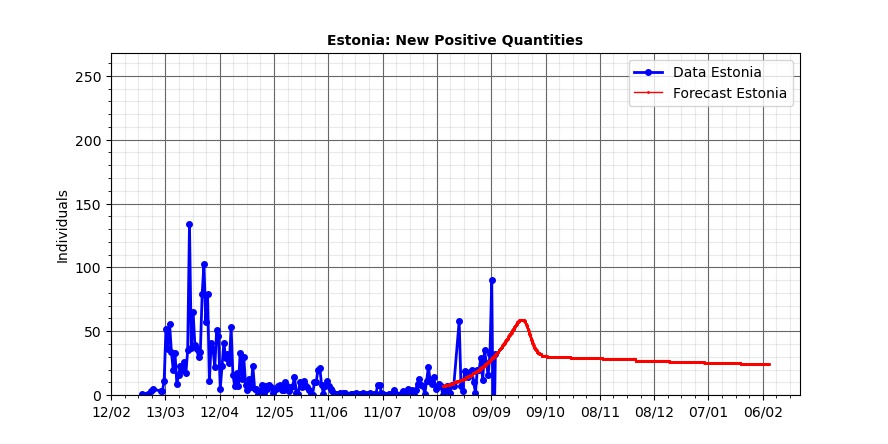 Estonia: New Positive Quantities
Data Estonia
Forecast Estonia
Individuals
250
200
150
100
50
0
12/02 13/03 12/04 12/05 11/06 11/07 10/08 09/09 09/10 08/11 08/12 07/01 06/02